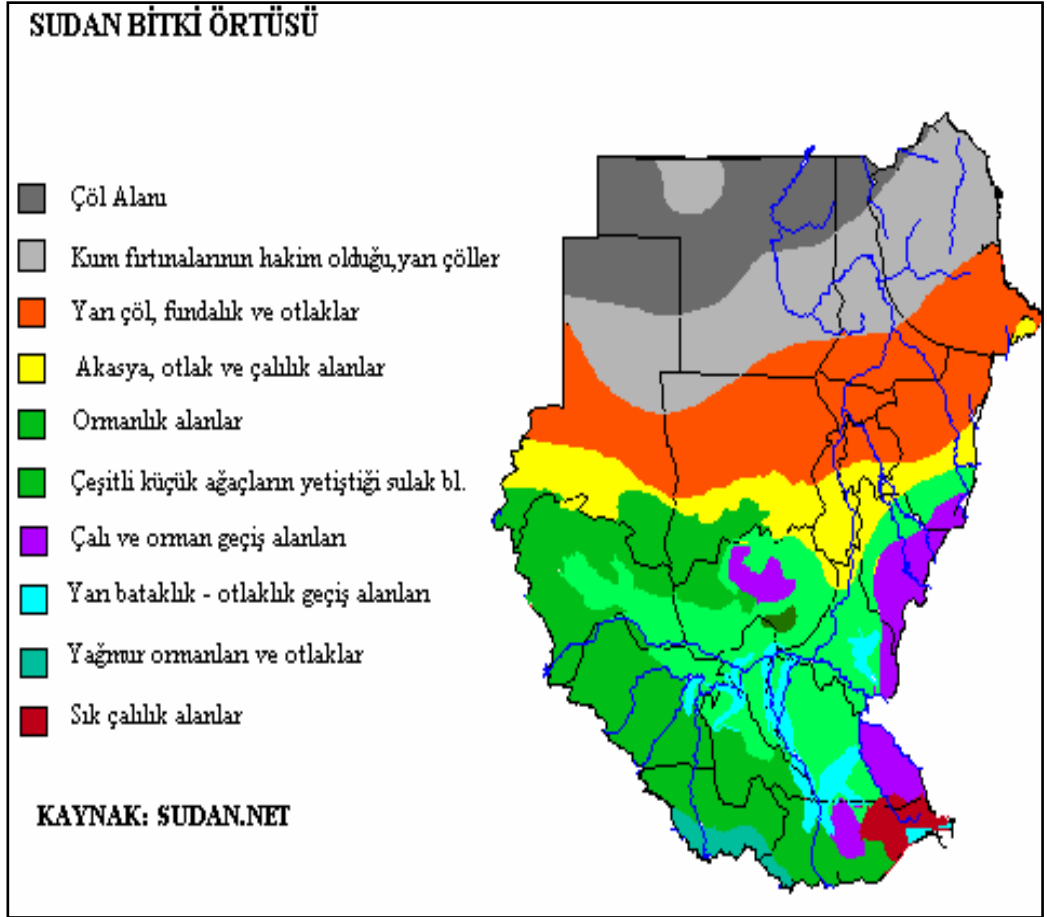 SUDAN BİTKİ ÖRTÜSÜ
Çöl Alanı
Kum fırtınalarının hakim olduğu,yarı çöller
Yarı çöl, fundalık ve otlaklar
Akasya, otlak ve çalılık alanlar
Ormanlık alanlar
Çeşitli küçük ağaçların yetiştiği sulak bl.
Çalı ve orman geçiş alanları
Yarı bataklık - otlaklık geçiş alanları
Yağmur ormanları ve otlaklar
Sık çalılık alanlar
KAYNAK: SUDAN.NET